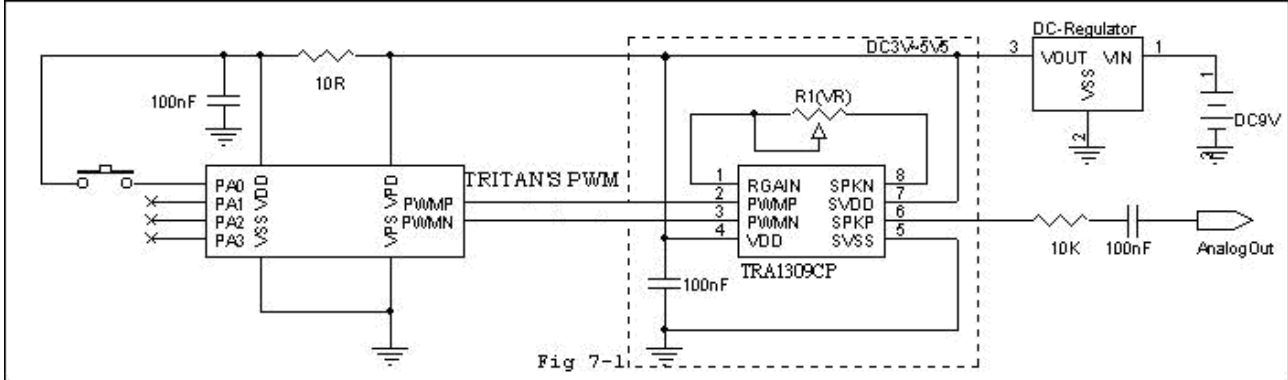 DC-Regulator
DC3V~5V5
3
VOUT
VIN
1
VSS
2
1
DC9V
2
10R
100nF
R1(VR)
TRITAN'S PWM
PA0
PA1
PA2
PA3
VDD
VSS
VPD
VPS
PWMP
PWMN
1
2
3
4
RGAIN
PWMP
PWMN
VDD
SPKN
SVDD
SPKP
SVSS
8
7
6
5
TRA1309CP
100nF
10K
100nF
AnalogOut
Fig 7-1